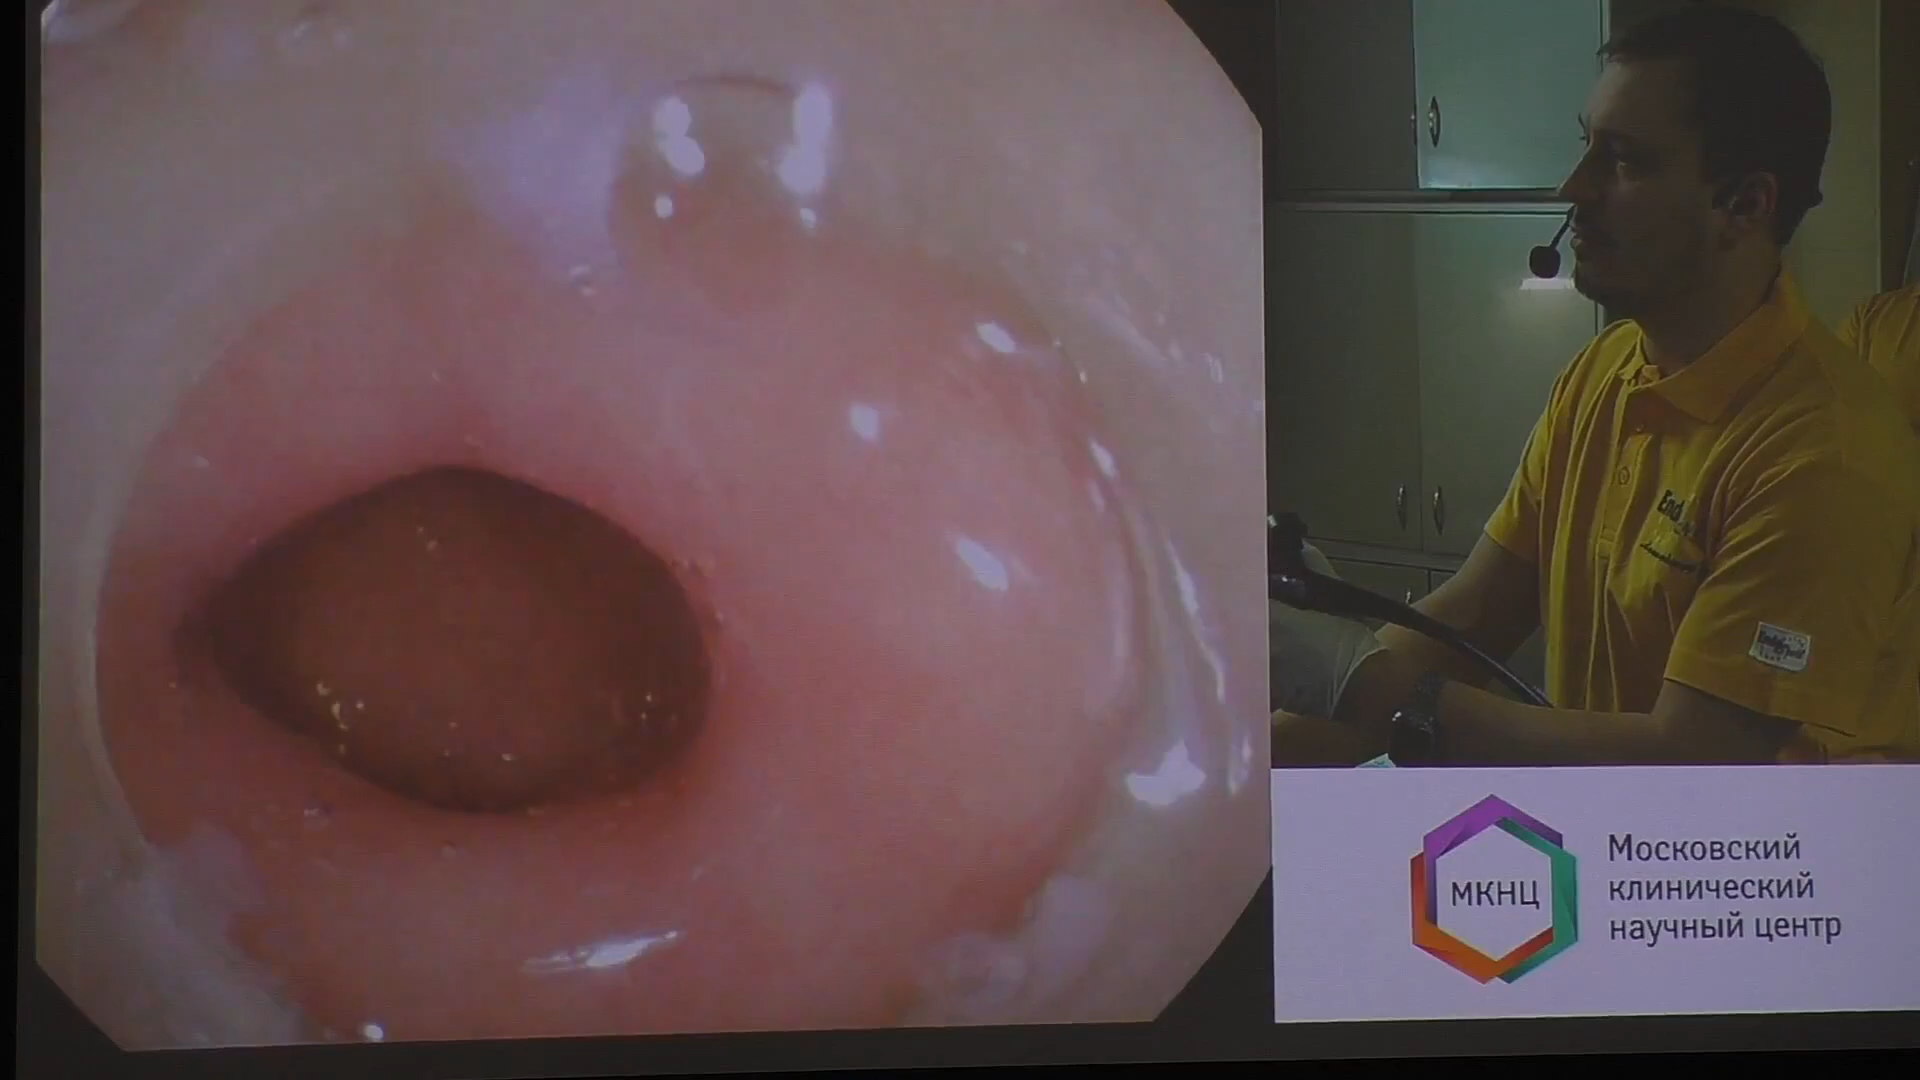 МКНЦ
Московский
клинический
научный центр